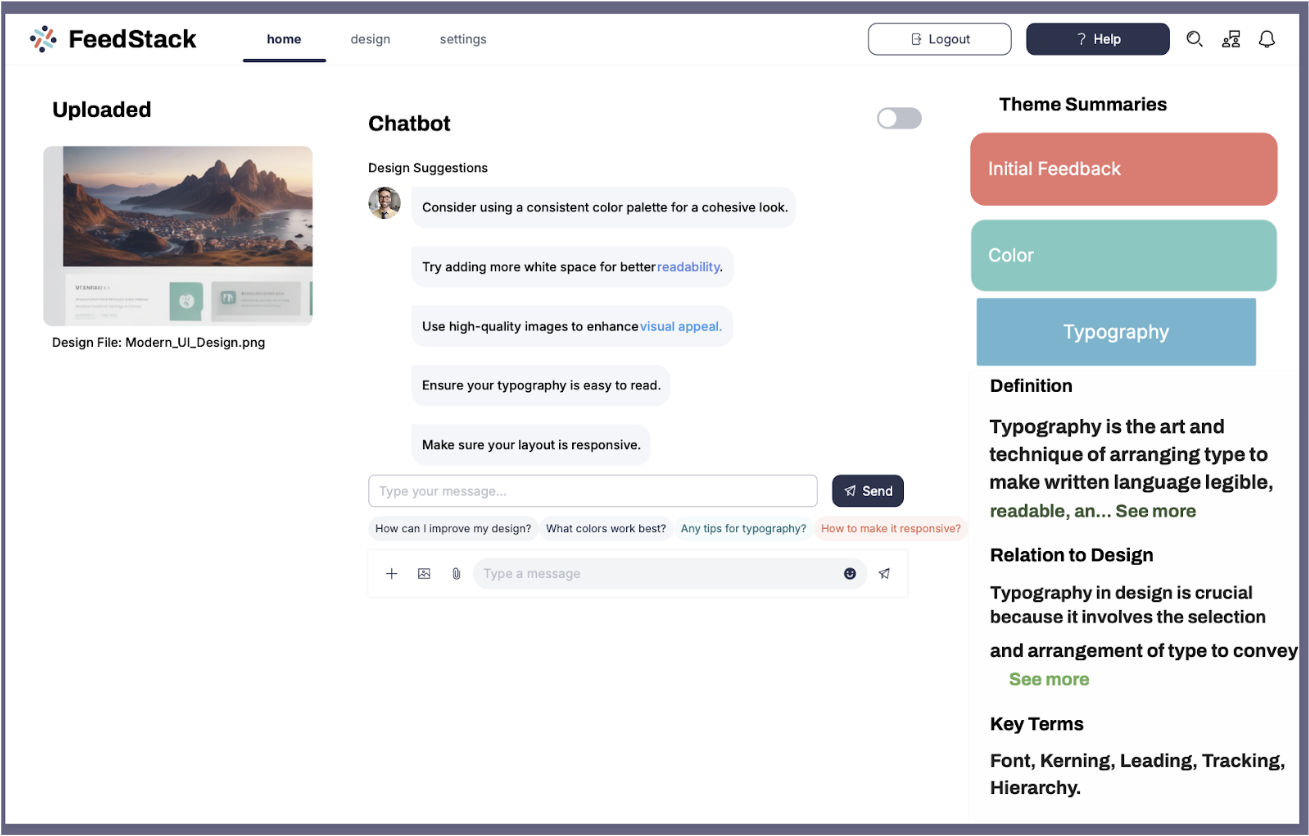 FeedStack
home
design
settings
Logout
? Help
Uploaded
Design File: Modern_UI_Design.png
Chatbot
Design Suggestions
Consider using a consistent color palette for a cohesive look.
Try adding more white space for better readability.
Use high-quality images to enhance visual appeal.
Ensure your typography is easy to read.
Make sure your layout is responsive.
Type your message...
Send
How can I improve my design?
What colors work best?
Any tips for typography?
How to make it responsive?
Type a message
Theme Summaries
Initial Feedback
Color
Typography
Definition
Typography is the art and
technique of arranging type to
make written language legible,
readable, an... See more
Relation to Design
Typography in design is crucial
because it involves the selection
and arrangement of type to convey
See more
Key Terms
Font, Kerning, Leading, Tracking,
Hierarchy.